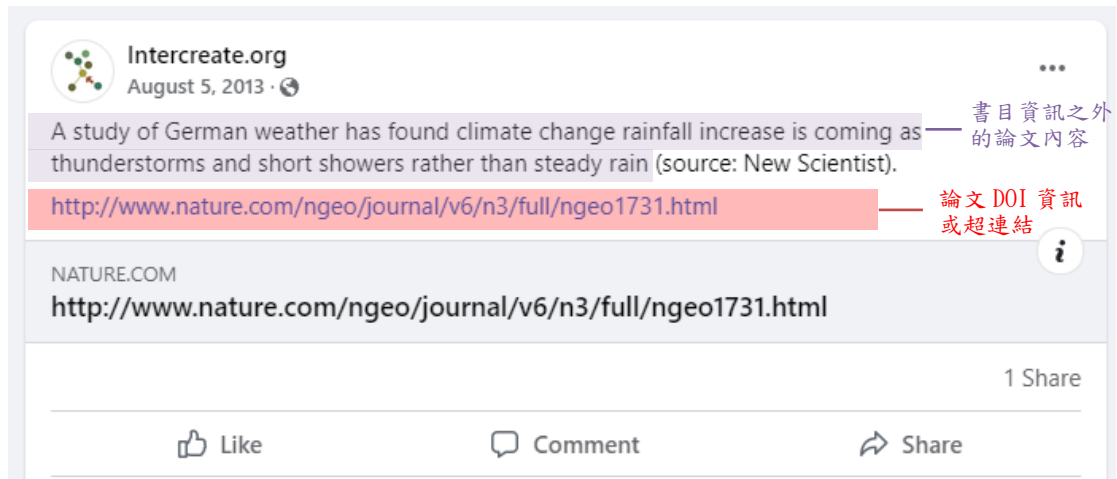 Intercreate.org
August 5, 2013 ·
A study of German weather has found climate change rainfall increase is coming as
thunderstorms and short showers rather than steady rain (source: New Scientist).
書目資訊之外
的論文內容
http://www.nature.com/ngeo/journal/v6/n3/full/ngeo1731.html
論文 DOI 資訊
或超連結
NATURE.COM
http://www.nature.com/ngeo/journal/v6/n3/full/ngeo1731.html
1 Share
Like Comment Share